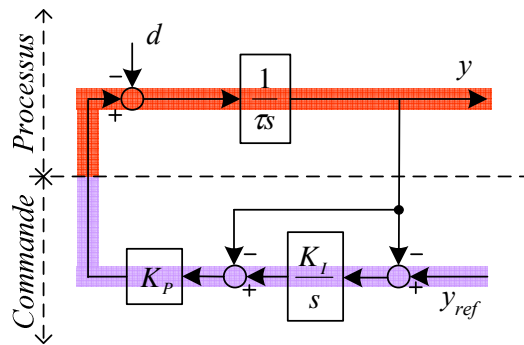 Processus
d
−
+
1
τs
y
Commande
K_P
−
+
K_I
s
−
+
y_ref